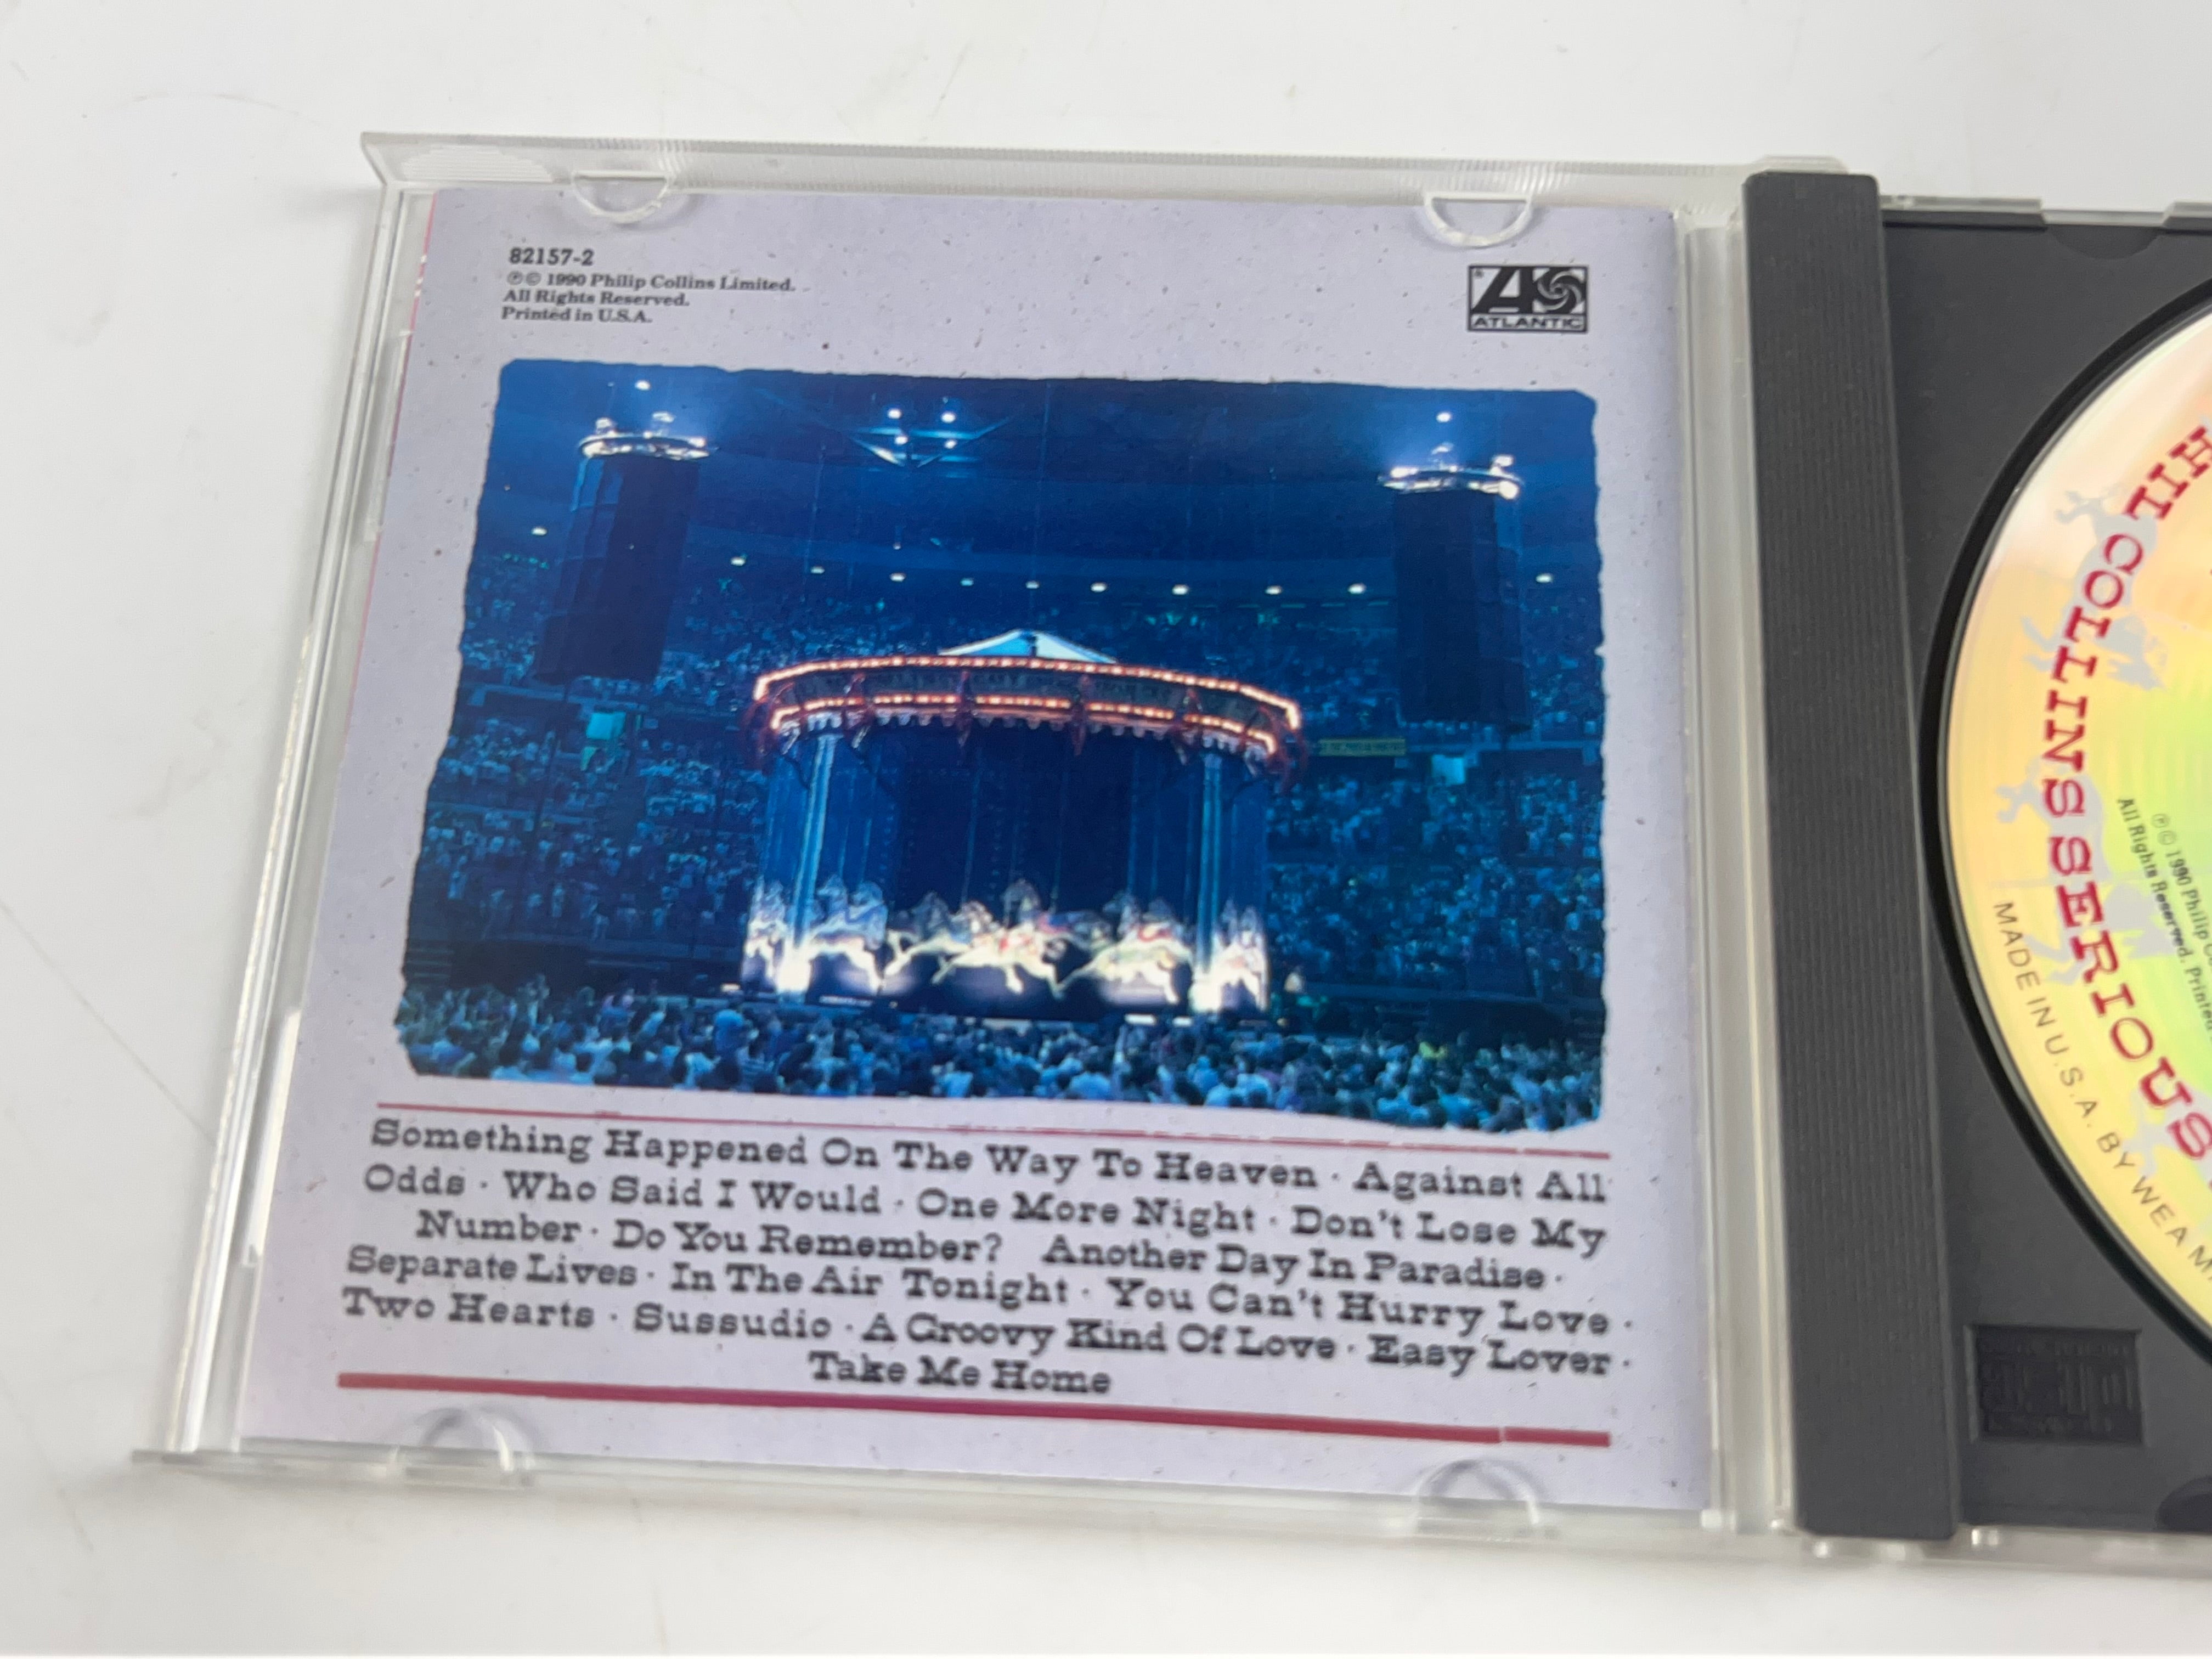 82157-2
℗© 1990 Philip Collins Limited.
All Rights Reserved.
Printed in U.S.A.
ATLANTIC
Something Happened On The Way To Heaven · Against All
Odds · Who Said I Would · One More Night · Don't Lose My
Number · Do You Remember? Another Day In Paradise ·
Separate Lives · In The Air Tonight · You Can't Hurry Love ·
Two Hearts · Sussudio · A Groovy Kind Of Love · Easy Lover ·
Take Me Home
COLLINS SERIOUS
℗© 1990 Philip
All Rights Reserved.
MADE IN U.S.A. BY WEA